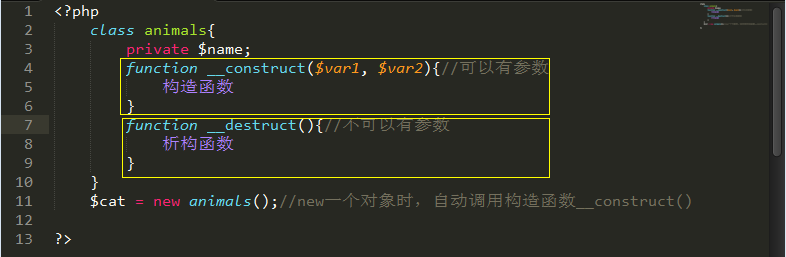 1 <?php
2 class animals{
3 private $name;
4 function __construct($var1, $var2){//可以有参数
5 构造函数
6 }
7 function __destruct(){//不可以有参数
8 析构函数
9 }
10 }
11 $cat = new animals();//new一个对象时，自动调用构造函数__construct()
12
13 ?>